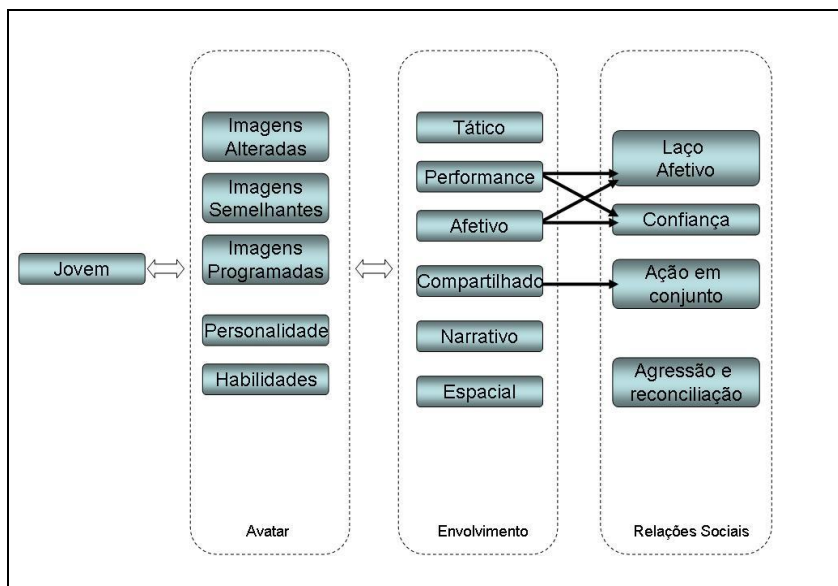 Jovem
Imagens
Alteradas
Imagens
Semelhantes
Imagens
Programadas
Personalidade
Habilidades
Avatar
Tático
Performance
Afetivo
Compartilhado
Narrativo
Espacial
Envolvimento
Laço
Afetivo
Confiança
Ação em
conjunto
Agressão e
reconciliação
Relações Sociais